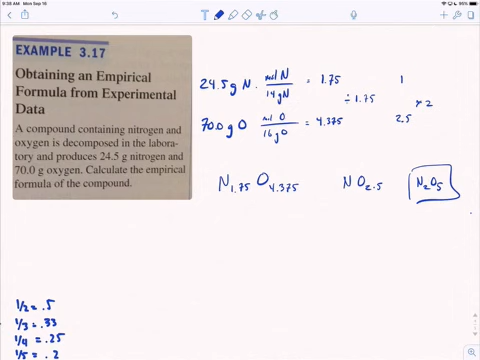 9:38 AM Mon Sep 16
EXAMPLE 3.17
Obtaining an Empirical
Formula from Experimental
Data
A compound containing nitrogen and
oxygen is decomposed in the labora-
tory and produces 24.5 g nitrogen and
70.0 g oxygen. Calculate the empirical
formula of the compound.
24.5 g N · mol N / 14 g N = 1.75 1
÷ 1.75 × 2
70.0 g O mol O / 16 g O = 4.375 2.5
N1.75 O4.375 N O2.5 N2O5
1/2 = .5
1/3 = .33
1/4 = .25
1/5 = .2